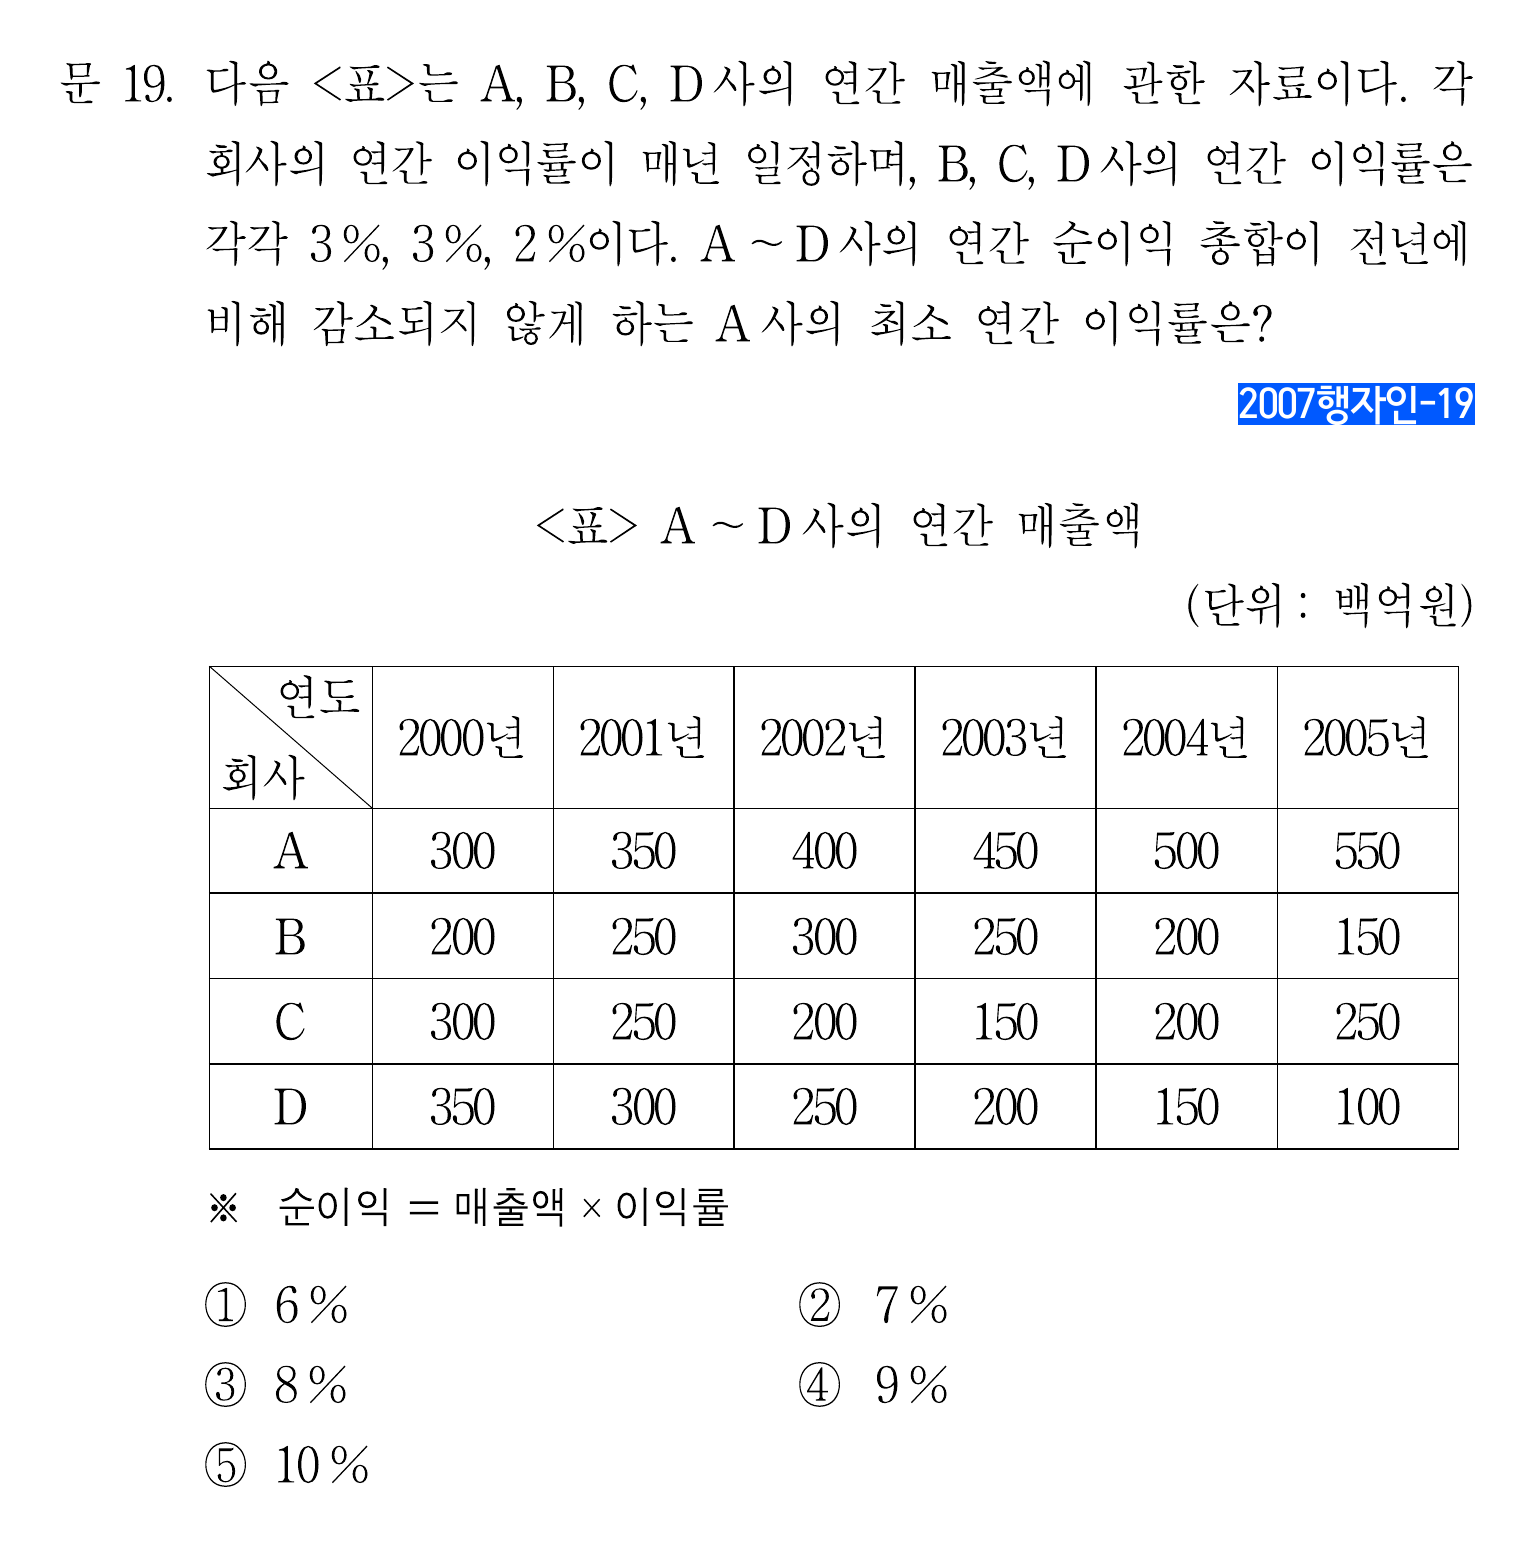 문 19. 다음 <표>는 A, B, C, D사의 연간 매출액에 관한 자료이다. 각
회사의 연간 이익률이 매년 일정하며, B, C, D사의 연간 이익률은
각각 3%, 3%, 2%이다. A ~ D사의 연간 순이익 총합이 전년에
비해 감소되지 않게 하는 A사의 최소 연간 이익률은?
2007행자인-19
<표> A ~ D사의 연간 매출액
(단위 : 백억원)
연도
회사 2000년 2001년 2002년 2003년 2004년 2005년
A 300 350 400 450 500 550
B 200 250 300 250 200 150
C 300 250 200 150 200 250
D 350 300 250 200 150 100
※ 순이익 = 매출액 × 이익률
① 6% ② 7%
③ 8% ④ 9%
⑤ 10%